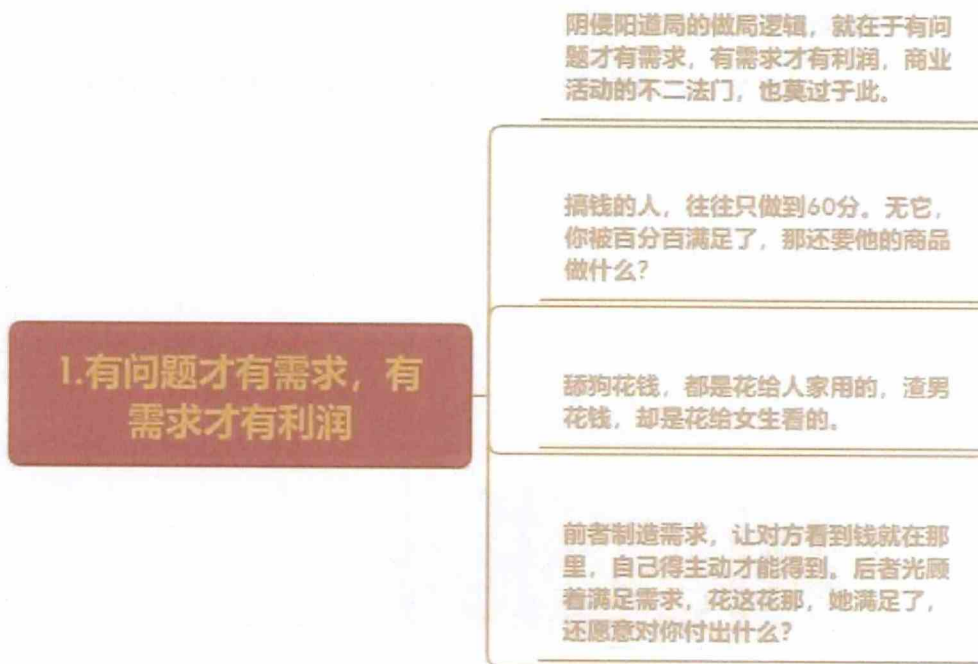 阴侵阳道局的做局逻辑，就在于有问
题才有需求，有需求才有利润，商业
活动的不二法门，也莫过于此。
搞钱的人，往往只做到60分。无它，
你被百分百满足了，那还要他的商品
做什么？
1.有问题才有需求，有
需求才有利润
舔狗花钱，都是花给人家用的，渣男
花钱，却是花给女生看的。
前者制造需求，让对方看到钱就在那
里，自己得主动才能得到。后者光顾
着满足需求，花这花那，她满足了，
还愿意对你付出什么？